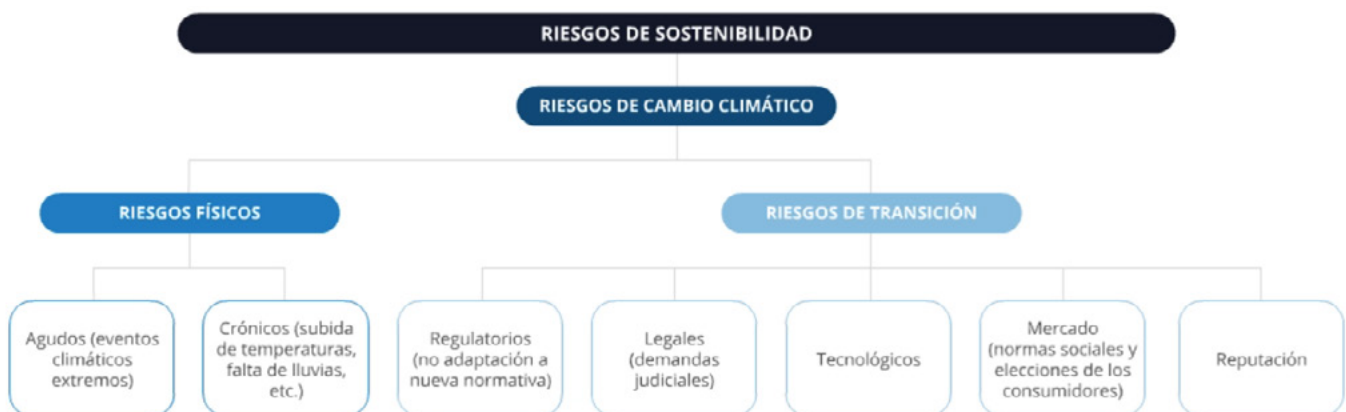 RIESGOS DE SOSTENIBILIDAD
RIESGOS DE CAMBIO CLIMÁTICO
RIESGOS FÍSICOS
RIESGOS DE TRANSICIÓN
Agudos (eventos
climáticos
extremos)
Crónicos (subida
de temperaturas,
falta de lluvias,
etc.)
Regulatorios
(no adaptación a
nueva normativa)
Legales
(demandas
judiciales)
Tecnológicos
Mercado
(normas sociales y
elecciones de los
consumidores)
Reputación